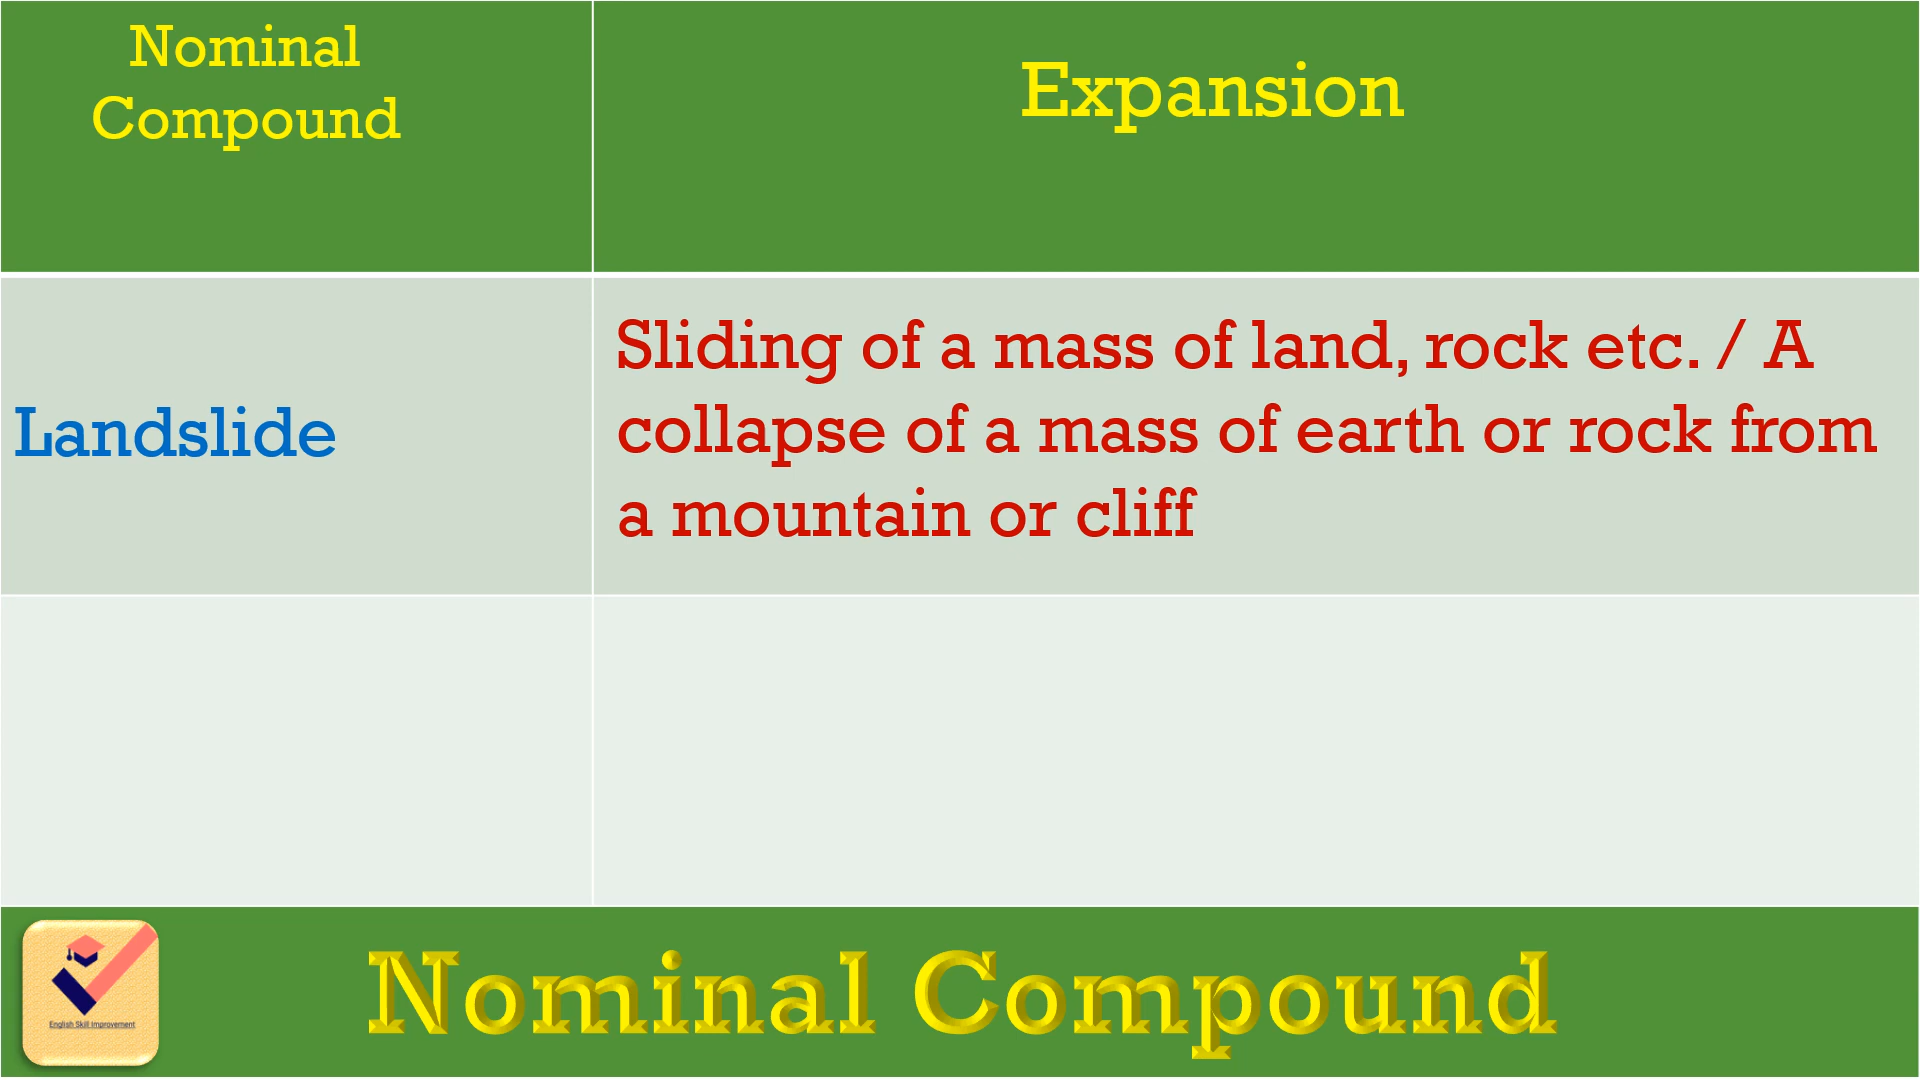 Nominal
Compound
Expansion
Landslide
Sliding of a mass of land, rock etc. / A
collapse of a mass of earth or rock from
a mountain or cliff
English Skill Improvement
Nominal Compound